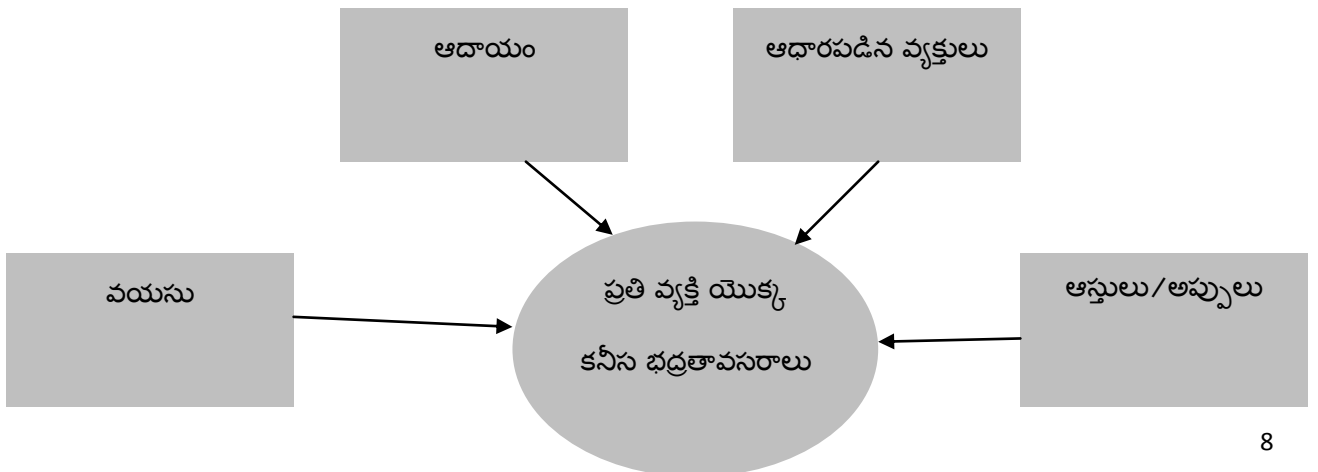 ఆదాయం
ఆధారపడిన వ్యక్తులు
వయసు
ప్రతి వ్యక్తి యొక్క
కనీస భద్రతావసరాలు
ఆస్తులు/అప్పులు
8